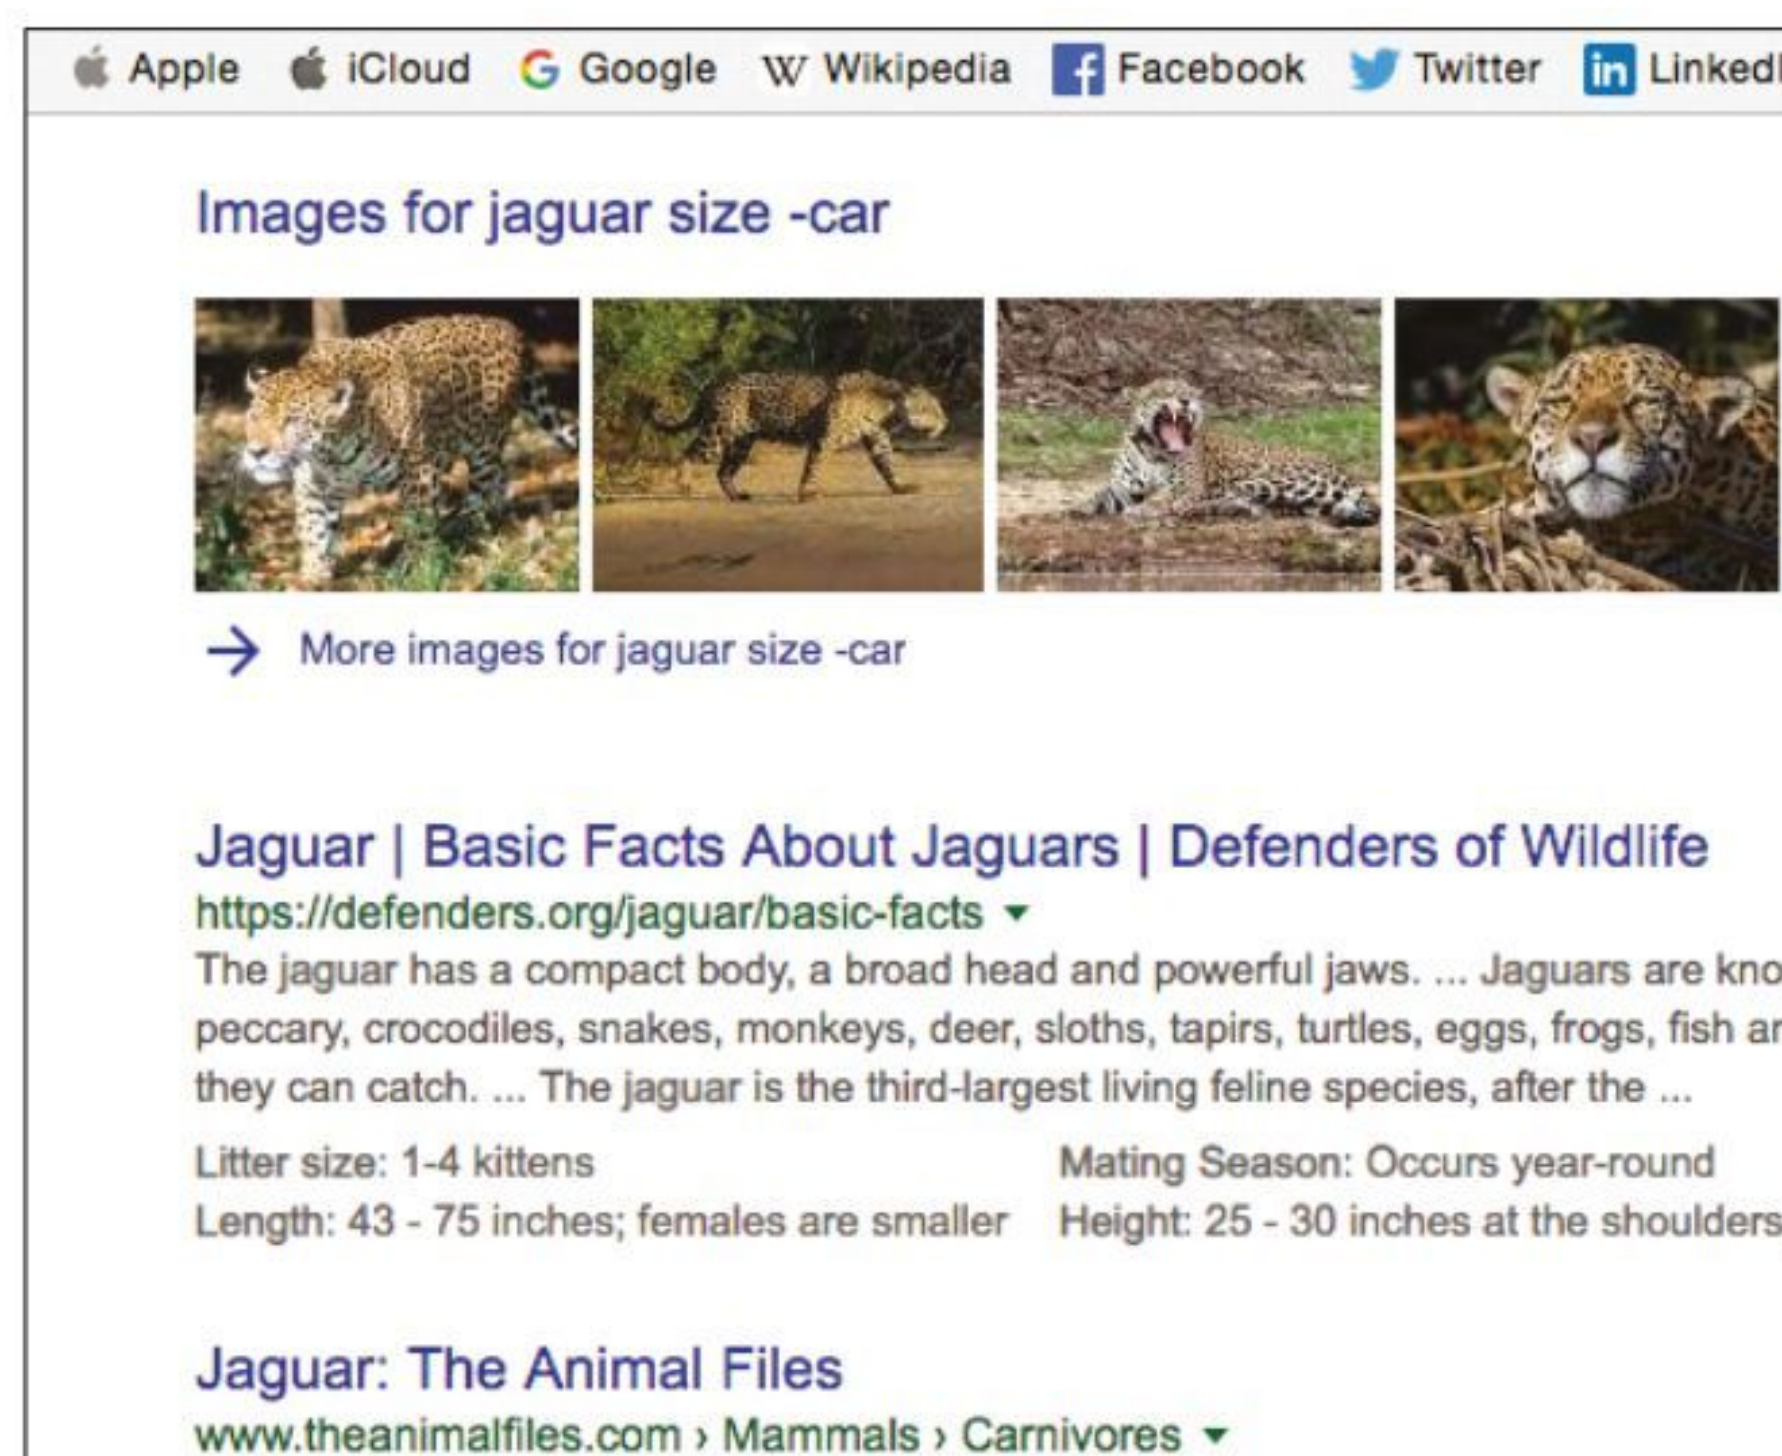 Apple iCloud Google Wikipedia Facebook Twitter LinkedI
Images for jaguar size -car
More images for jaguar size -car
Jaguar | Basic Facts About Jaguars | Defenders of Wildlife
https://defenders.org/jaguar/basic-facts
The jaguar has a compact body, a broad head and powerful jaws. ... Jaguars are kno
peccary, crocodiles, snakes, monkeys, deer, sloths, tapirs, turtles, eggs, frogs, fish ar
they can catch. ... The jaguar is the third-largest living feline species, after the ...
Litter size: 1-4 kittens Mating Season: Occurs year-round
Length: 43 - 75 inches; females are smaller Height: 25 - 30 inches at the shoulders
Jaguar: The Animal Files
www.theanimalfiles.com › Mammals › Carnivores